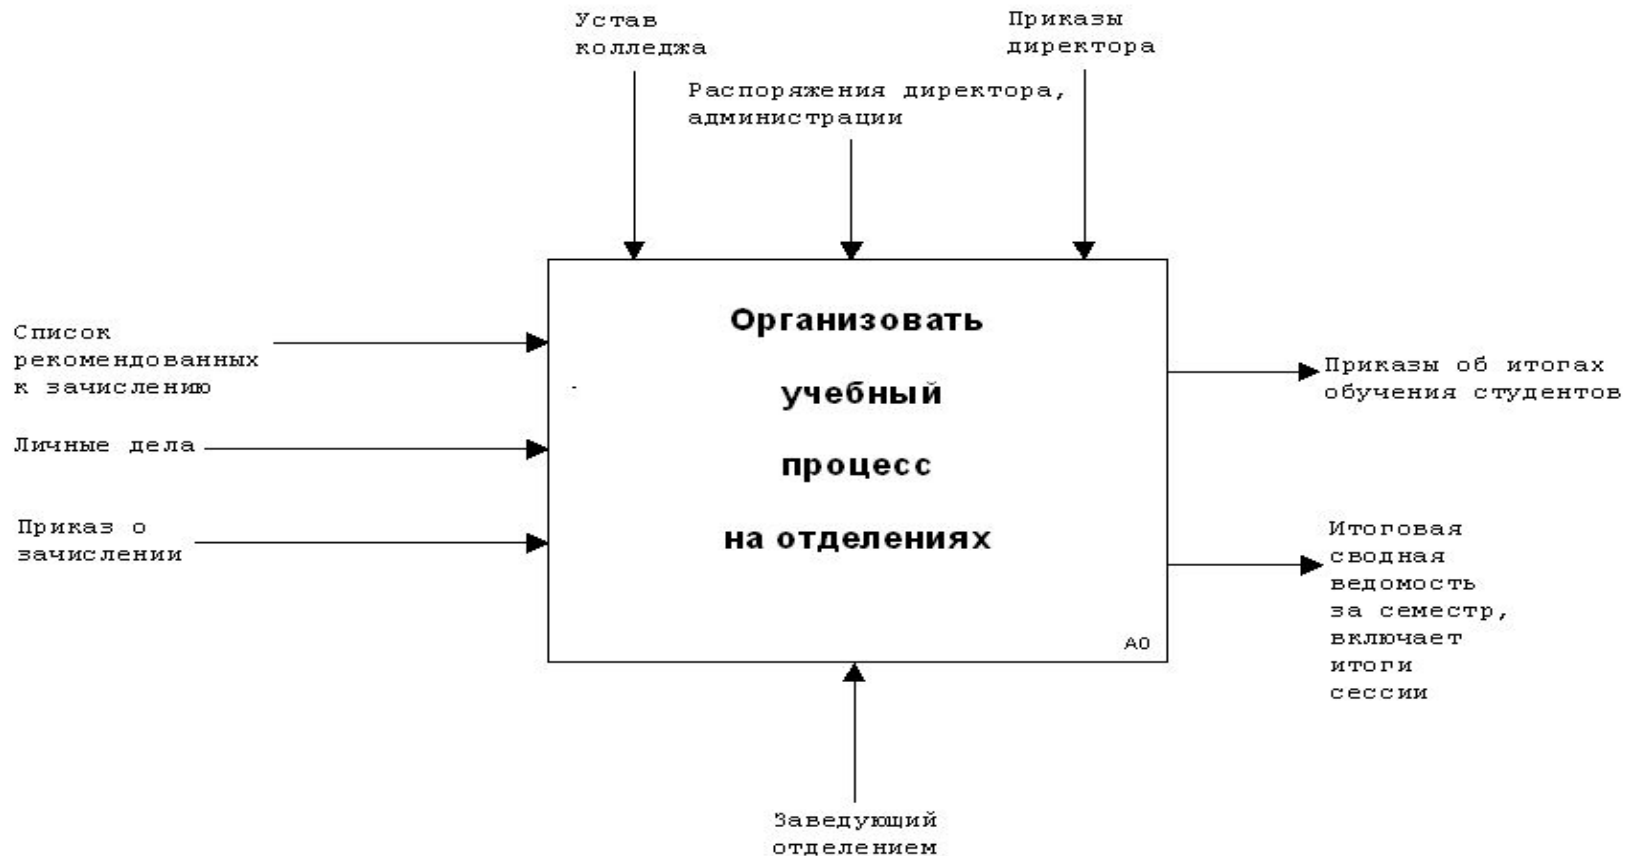 Устав
колледжа
Приказы
директора
Распоряжения директора,
администрации
Организовать
учебный
процесс
на отделениях
A0
Список
рекомендованных
к зачислению
Личные дела
Приказ о
зачислении
Приказы об итогах
обучения студентов
Итоговая
сводная
ведомость
за семестр,
включает
итоги
сессии
Заведующий
отделением